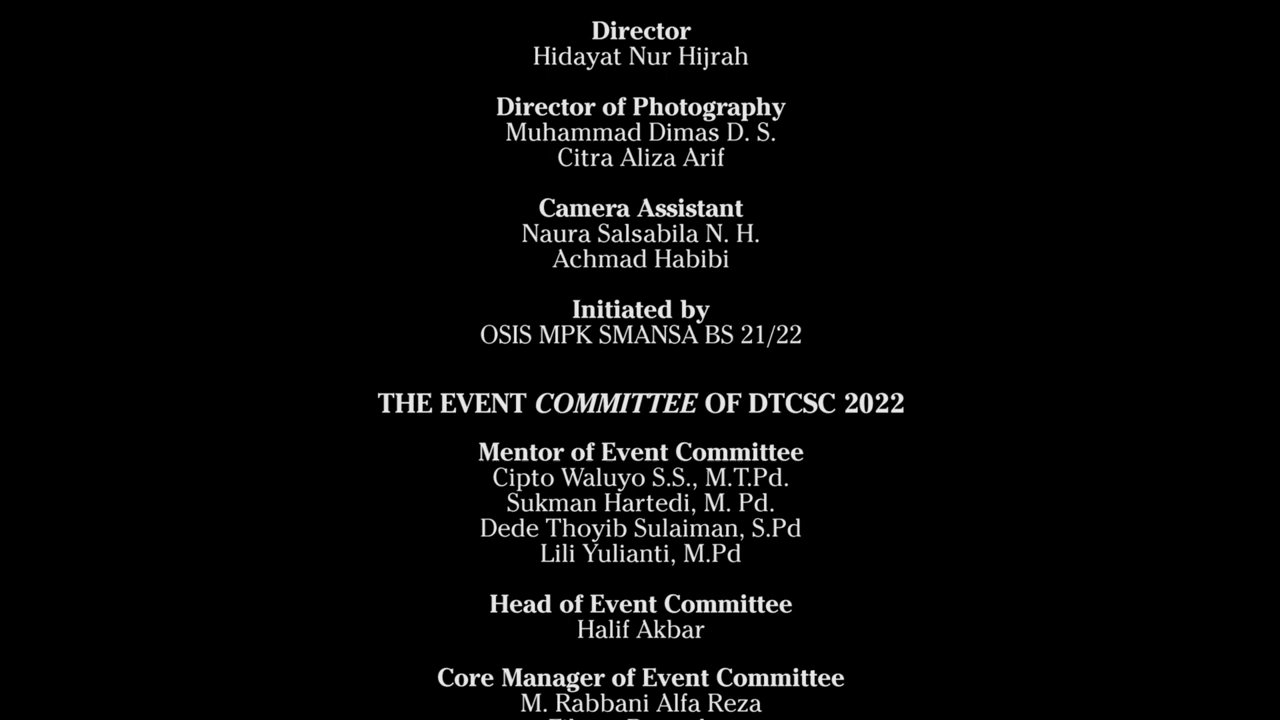 Director
Hidayat Nur Hijrah
Director of Photography
Muhammad Dimas D. S.
Citra Aliza Arif
Camera Assistant
Naura Salsabila N. H.
Achmad Habibi
Initiated by
OSIS MPK SMANSA BS 21/22
THE EVENT COMMITTEE OF DTCSC 2022
Mentor of Event Committee
Cipto Waluyo S.S., M.T.Pd.
Sukman Hartedi, M. Pd.
Dede Thoyib Sulaiman, S.Pd
Lili Yulianti, M.Pd
Head of Event Committee
Halif Akbar
Core Manager of Event Committee
M. Rabbani Alfa Reza